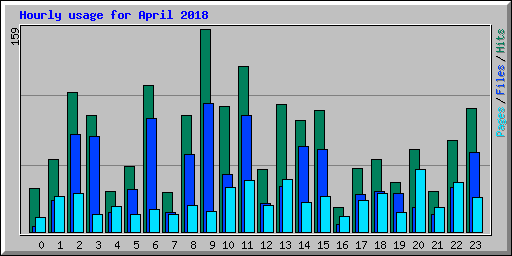 Hourly usage for April 2018
159
Pages/Files/Hits
0 1 2 3 4 5 6 7 8 9 10 11 12 13 14 15 16 17 18 19 20 21 22 23